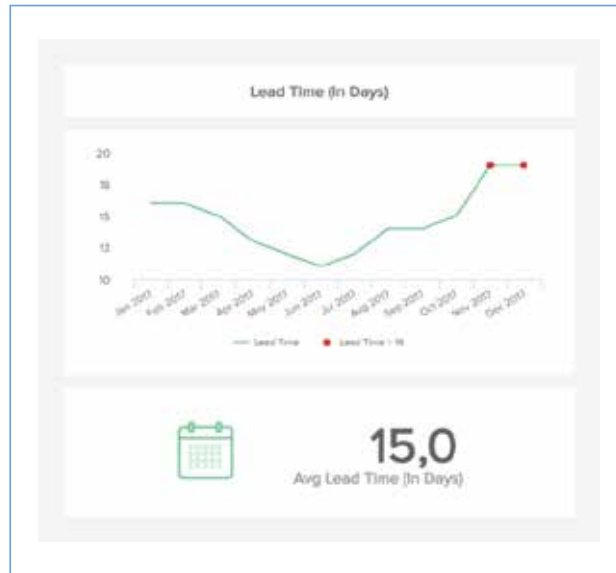 Lead Time (In Days)
20
18
15
13
10
Jan 2017 Feb 2017 Mar 2017 Apr 2017 May 2017 Jun 2017 Jul 2017 Aug 2017 Sep 2017 Oct 2017 Nov 2017 Dec 2017
Lead Time Lead Time >
15,0
Avg Lead Time (In Days)